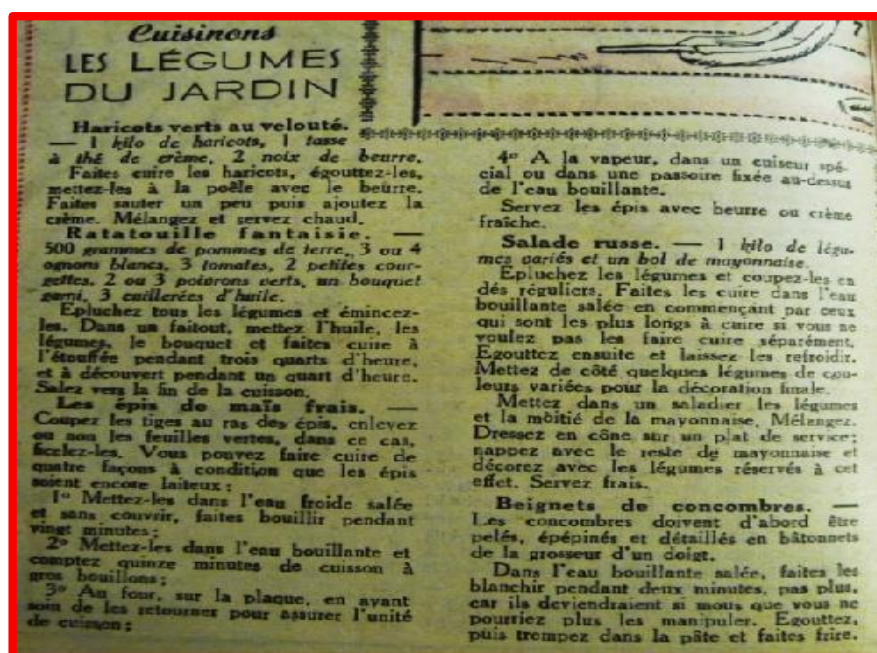 Cuisinons
LES LÉGUMES
DU JARDIN
Haricots verts au velouté.
— 1 kilo de haricots, 1 tasse
à thé de crème, 2 noix de beurre.
Faites cuire les haricots, égouttez-les,
mettez-les à la poêle avec le beurre.
Faites sauter un peu puis ajoutez la
crème. Mélangez et servez chaud.
Ratatouille fantaisie. —
500 grammes de pommes de terre, 3 ou 4
ognons blancs, 3 tomates, 2 petites cour-
gettes, 2 ou 3 poivrons verts, un bouquet
garni, 3 cuillerées d'huile.
Epluchez tous les légumes et émincez-
les. Dans un faitout, mettez l'huile, les
légumes, le bouquet et faites cuire à
l'étouffée pendant trois quarts d'heure,
et à découvert pendant un quart d'heure.
Salez vers la fin de la cuisson.
Les épis de maïs frais. —
Coupez les tiges au ras des épis, enlevez
ou non les feuilles vertes, dans ce cas,
ficelez-les. Vous pouvez faire cuire de
quatre façons à condition que les épis
soient encore laiteux :
1° Mettez-les dans l'eau froide salée
et sans couvrir, faites bouillir pendant
vingt minutes ;
2° Mettez-les dans l'eau bouillante et
comptez quinze minutes de cuisson à
gros bouillons ;
3° Au four, sur la plaque, en ayant
soin de les retourner pour assurer l'unité
de cuisson ;
7
4° A la vapeur, dans un cuiseur spé-
cial ou dans une passoire fixée au-dessus
de l'eau bouillante.
Servez les épis avec beurre ou crème
fraîche.
Salade russe. — 1 kilo de légu-
mes variés et un bol de mayonnaise.
Epluchez les légumes et coupez-les en
dés réguliers. Faites les cuire dans l'eau
bouillante salée en commençant par ceux
qui sont les plus longs à cuire si vous ne
voulez pas les faire cuire séparément.
Egouttez ensuite et laissez les refroidir.
Mettez de côté quelques légumes de cou-
leurs variées pour la décoration finale.
Mettez dans un saladier les légumes
et la moitié de la mayonnaise. Mélangez.
Dressez en cône sur un plat de service ;
nappez avec le reste de mayonnaise et
décorez avec les légumes réservés à cet
effet. Servez frais.
Beignets de concombres. —
Les concombres doivent d'abord être
pelés, épépinés et détaillés en bâtonnets
de la grosseur d'un doigt.
Dans l'eau bouillante salée, faites les
blanchir pendant deux minutes, pas plus,
car ils deviendraient si mous que vous ne
pourriez plus les manipuler. Egouttez,
puis trempez dans la pâte et faites frire.